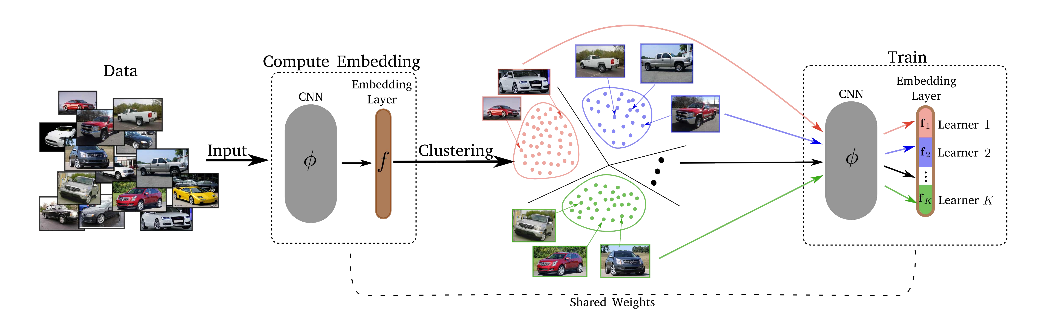 Data
Input
Compute Embedding
CNN
Embedding
Layer
ϕ
f
Clustering
Train
CNN
Embedding
Layer
ϕ
f₁ Learner 1
f₂ Learner 2
⋮
f_K Learner K
Shared Weights